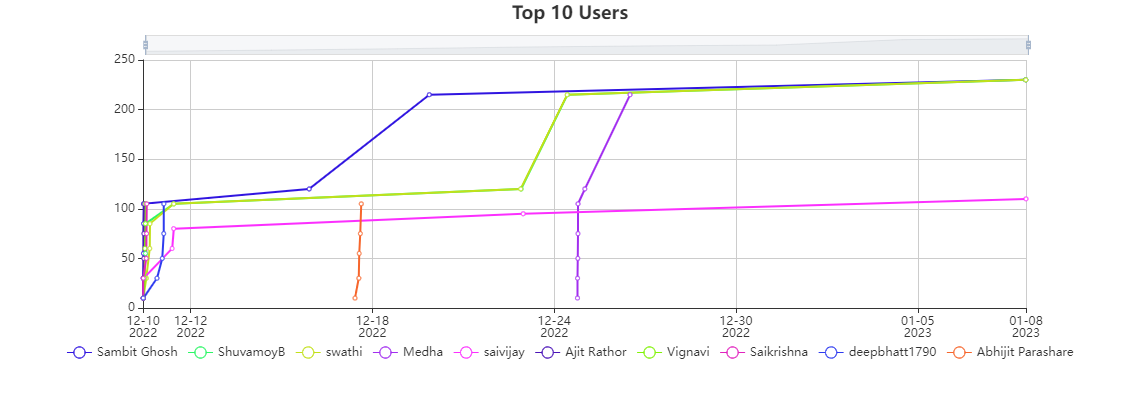 Top 10 Users
250
200
150
100
50
0
12-10 12-12 12-18 12-24 12-30 01-05 01-08
2022 2022 2022 2022 2022 2023 2023
Sambit Ghosh ShuvamoyB swathi Medha saivijay Ajit Rathor Vignavi Saikrishna deepbhatt1790 Abhijit Parashare